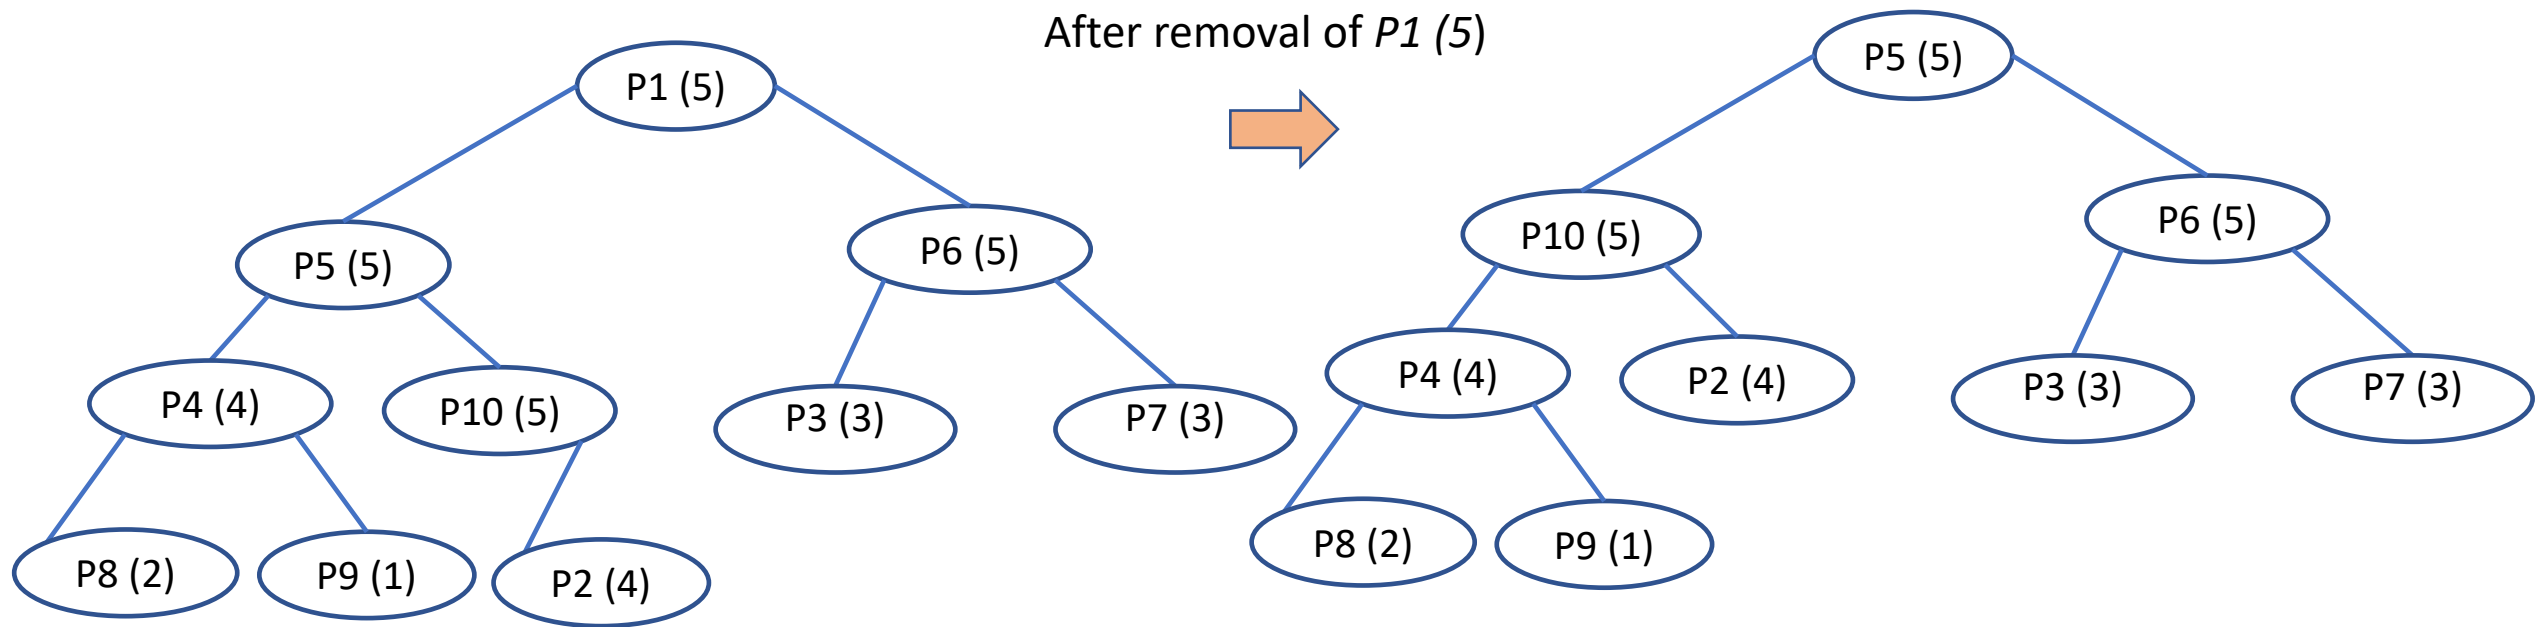 After removal of P1 (5)
P1 (5)
P5 (5)
P6 (5)
P4 (4)
P10 (5)
P3 (3)
P7 (3)
P8 (2)
P9 (1)
P2 (4)
P5 (5)
P10 (5)
P6 (5)
P4 (4)
P2 (4)
P3 (3)
P7 (3)
P8 (2)
P9 (1)